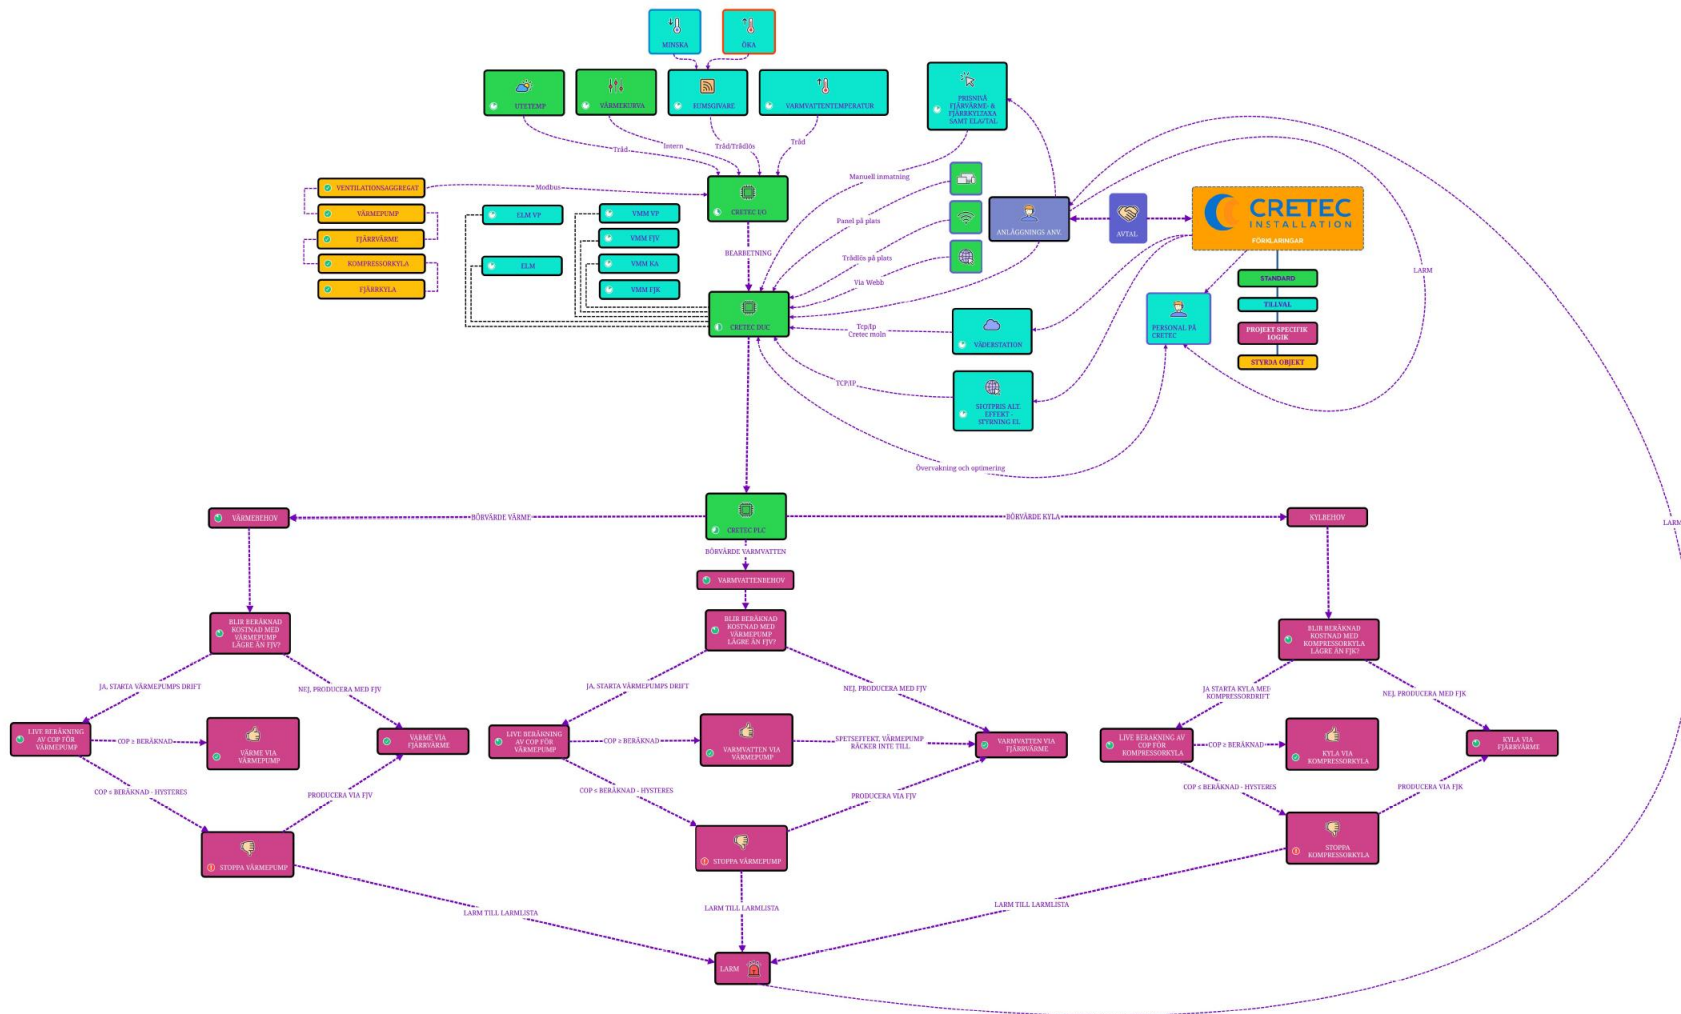 MINSKA
ÖKA
UTETEMP
VÄRMEKURVA
RUMSGIVARE
VARMVATTENTEMPERATUR
PRISNIVÅ
FJÄRVÄRME- &
FJÄRRKYLTAXA
SAMT ELAVTAL
Tråd
Intern
Tråd/Trådlös
Tråd
Manuell inmatning
VENTILATIONSAGGREGAT
Modbus
CRETEC I/O
VÄRMEPUMP
FJÄRRVÄRME
KOMPRESSORKYLA
FJÄRRKYLA
ELM VP
ELM
VMM VP
VMM FJV
VMM KA
VMM FJK
BEARBETNING
Panel på plats
Trådlös på plats
Via Webb
ANLÄGGNINGS ANV.
AVTAL
CRETEC
INSTALLATION
FÖRKLARINGAR
STANDARD
TILLVAL
PROJEKT SPECIFIK
LOGIK
STYRDA OBJEKT
LARM
PERSONAL PÅ
CRETEC
CRETEC DUC
Tcp/Ip
Cretec moln
VÄDERSTATION
TCP/IP
SPOTPRIS ALT.
EFFEKT -
STYRNING EL
Övervakning och optimering
LARM
VÄRMEBEHOV
BÖRVÄRDE VÄRME
CRETEC PLC
BÖRVÄRDE KYLA
KYLBEHOV
BÖRVÄRDE VARMVATTEN
VARMVATTENBEHOV
BLIR BERÄKNAD
KOSTNAD MED
VÄRMEPUMP
LÄGRE ÄN FJV?
BLIR BERÄKNAD
KOSTNAD MED
VÄRMEPUMP
LÄGRE ÄN FJV?
BLIR BERÄKNAD
KOSTNAD MED
KOMPRESSORKYLA
LÄGRE ÄN FJK?
JA, STARTA VÄRMEPUMPS DRIFT
NEJ, PRODUCERA MED FJV
JA, STARTA VÄRMEPUMPS DRIFT
NEJ, PRODUCERA MED FJV
JA STARTA KYLA MED
KOMPRESSORDRIFT
NEJ, PRODUCERA MED FJK
LIVE BERÄKNING
AV COP FÖR
VÄRMEPUMP
COP ≥ BERÄKNAD
VÄRME VIA
VÄRMEPUMP
VÄRME VIA
FJÄRRVÄRME
LIVE BERÄKNING
AV COP FÖR
VÄRMEPUMP
COP ≥ BERÄKNAD
VARMVATTEN VIA
VÄRMEPUMP
SPETSEFFEKT, VÄRMEPUMP
RÄCKER INTE TILL
VARMVATTEN VIA
FJÄRRVÄRME
LIVE BERÄKNING AV
COP FÖR
KOMPRESSORKYLA
COP ≥ BERÄKNAD
KYLA VIA
KOMPRESSORKYLA
KYLA VIA
FJÄRRKYLA
COP ≤ BERÄKNAD - HYSTERES
PRODUCERA VIA FJV
COP ≤ BERÄKNAD - HYSTERES
PRODUCERA VIA FJV
COP ≤ BERÄKNAD - HYSTERES
PRODUCERA VIA FJK
STOPPA VÄRMEPUMP
STOPPA VÄRMEPUMP
STOPPA
KOMPRESSORKYLA
LARM TILL LARMLISTA
LARM TILL LARMLISTA
LARM TILL LARMLISTA
LARM